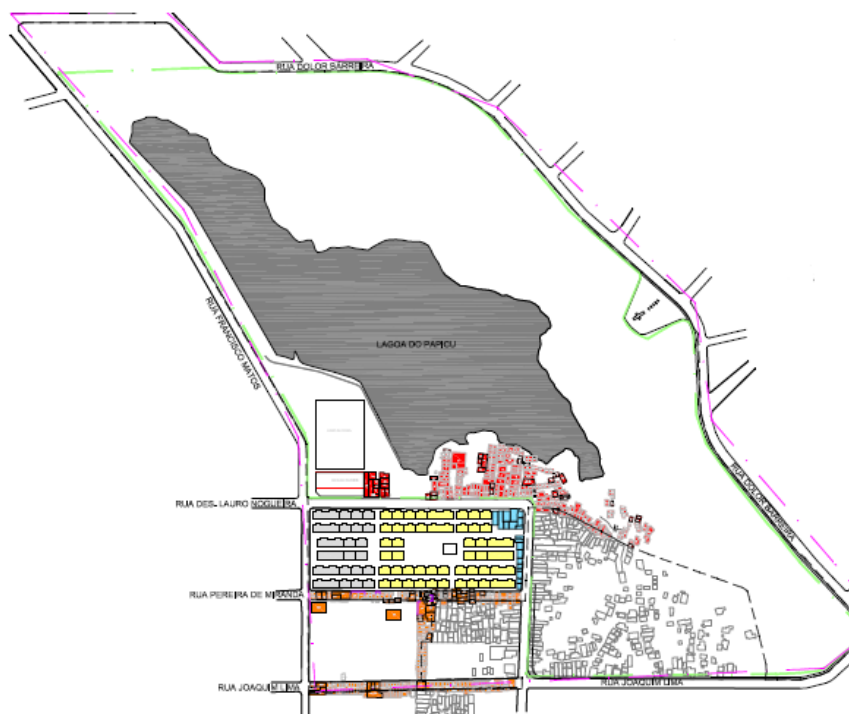 RUA DOLOR BARREIRA
LAGOA DO PAPICU
RUA FRANCISCO MATOS
RUA DES. LAURO NOGUEIRA
RUA DOLOR BARREIRA
RUA PEREIRA DE MIRANDA
RUA JOAQUIM LIMA
RUA JOAQUIM LIMA